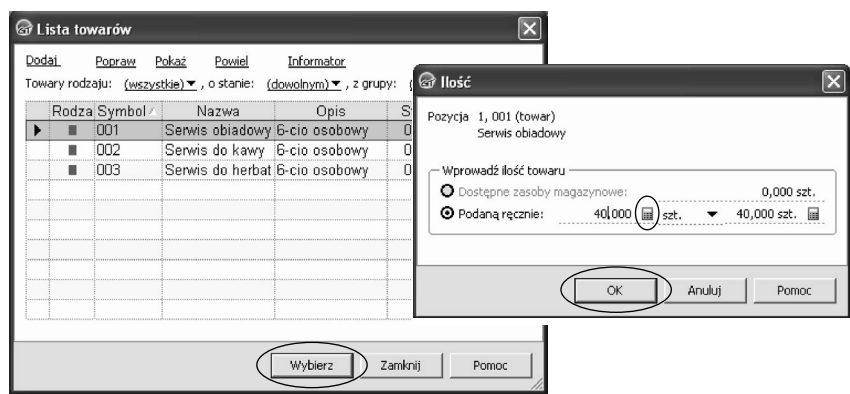 Lista towarów
Dodaj Popraw Pokaż Powiel Informator
Towary rodzaju: (wszystkie) , o stanie: (dowolnym) , z grupy:
Rodza Symbol Nazwa Opis S
001 Serwis obiadowy 6-cio osobowy 0
002 Serwis do kawy 6-cio osobowy 0
003 Serwis do herbat 6-cio osobowy 0
Wybierz Zamknij Pomoc
Ilość
Pozycja 1, 001 (towar)
Serwis obiadowy
Wprowadź ilość towaru
Dostępne zasoby magazynowe: 0,000 szt.
Podaną ręcznie: 40,000 szt. 40,000 szt.
OK Anuluj Pomoc